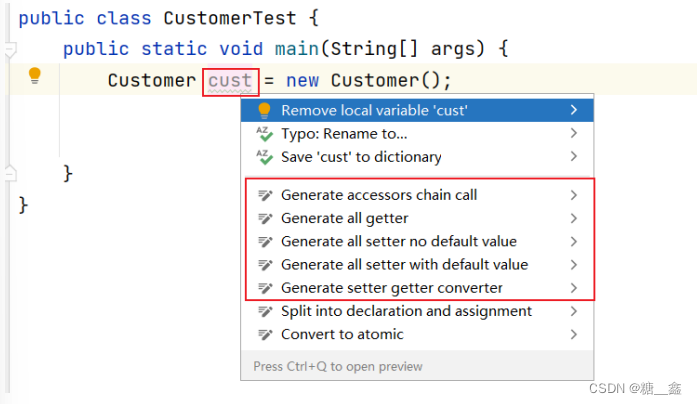 public class CustomerTest {
public static void main(String[] args) {
Customer cust = new Customer();
Remove local variable 'cust'
Typo: Rename to...
Save 'cust' to dictionary
Generate accessors chain call
Generate all getter
Generate all setter no default value
Generate all setter with default value
Generate setter getter converter
Split into declaration and assignment
Convert to atomic
Press Ctrl+Q to open preview
}
}
CSDN @糖__鑫